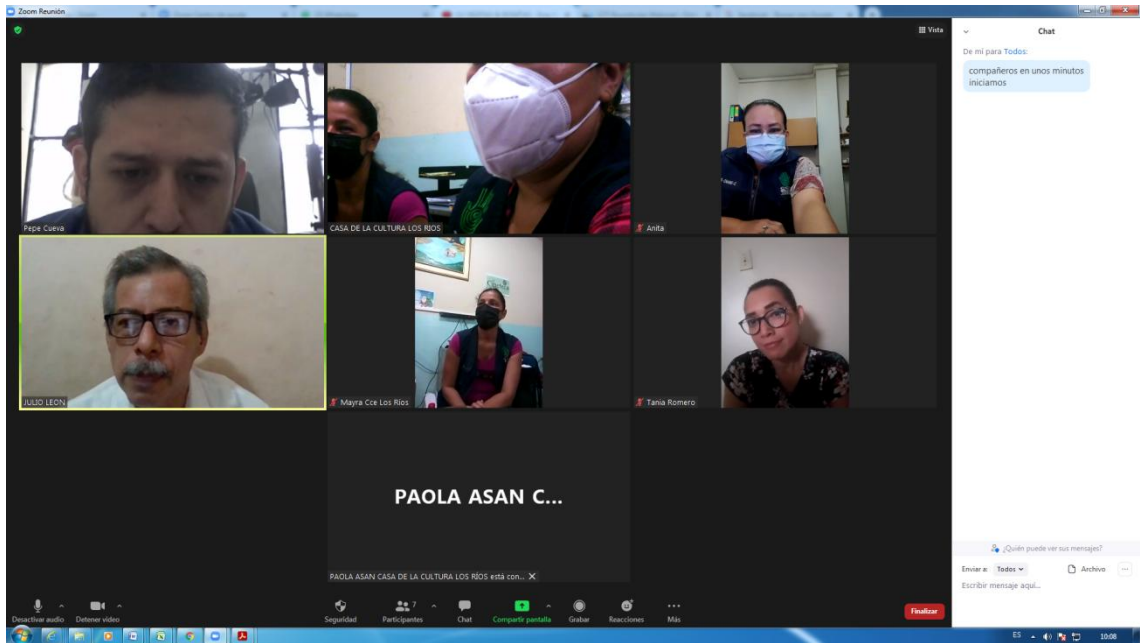 Zoom Reunión
Vista
Pepe Cueva
CASA DE LA CULTURA LOS RIOS
Anita
JULIO LEON
Mayra Cce Los Ríos
Tania Romero
PAOLA ASAN C...
PAOLA ASAN CASA DE LA CULTURA LOS RÍOS está con...
Desactivar audio
Detener video
Seguridad
Participantes
7
Chat
Compartir pantalla
Grabar
Reacciones
Más
Finalizar
Chat
De mí para Todos:
compañeros en unos minutos
iniciamos
¿Quién puede ver sus mensajes?
Enviar a: Todos
Archivo
Escribir mensaje aquí...
ES
10:08